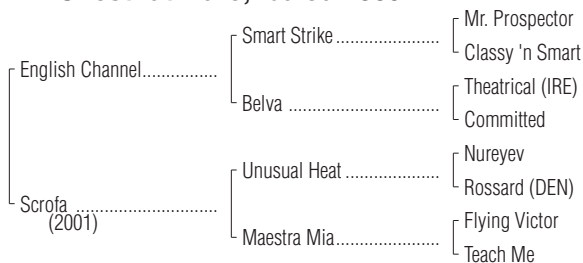 Mr. Prospector
Smart Strike
Classy 'n Smart
English Channel
Theatrical (IRE)
Belva
Committed
Nureyev
Unusual Heat
Rossard (DEN)
Scrofa
(2001)
Flying Victor
Maestra Mia
Teach Me